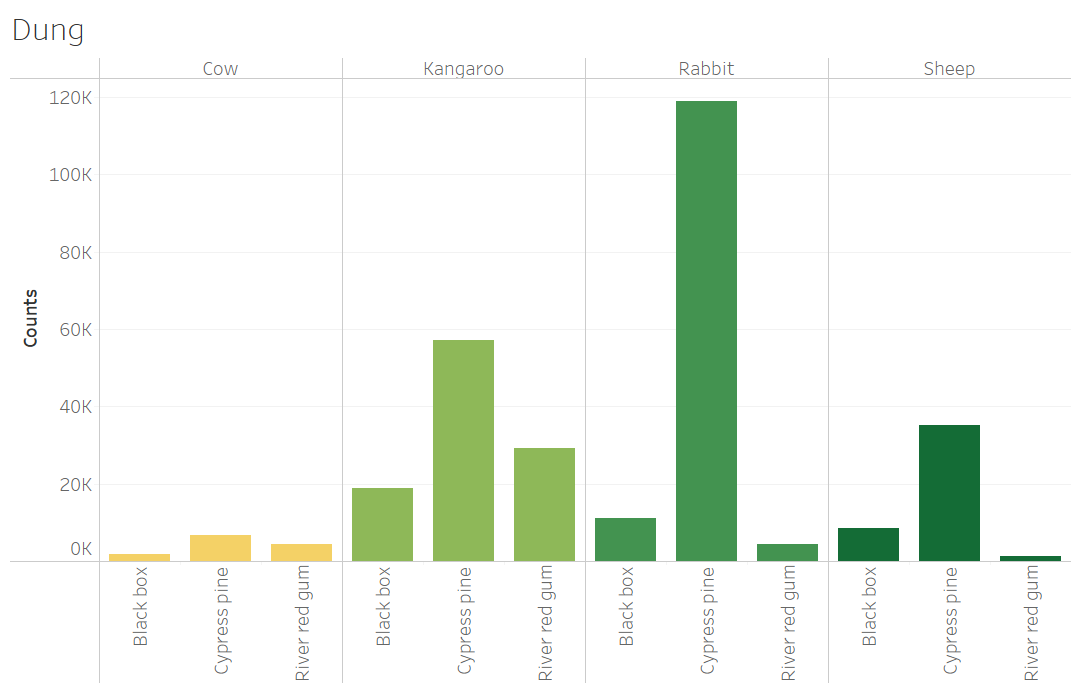 Dung
Cow Kangaroo Rabbit Sheep
120K
100K
80K
60K
40K
20K
0K
Counts
Black box Cypress pine River red gum Black box Cypress pine River red gum Black box Cypress pine River red gum Black box Cypress pine River red gum